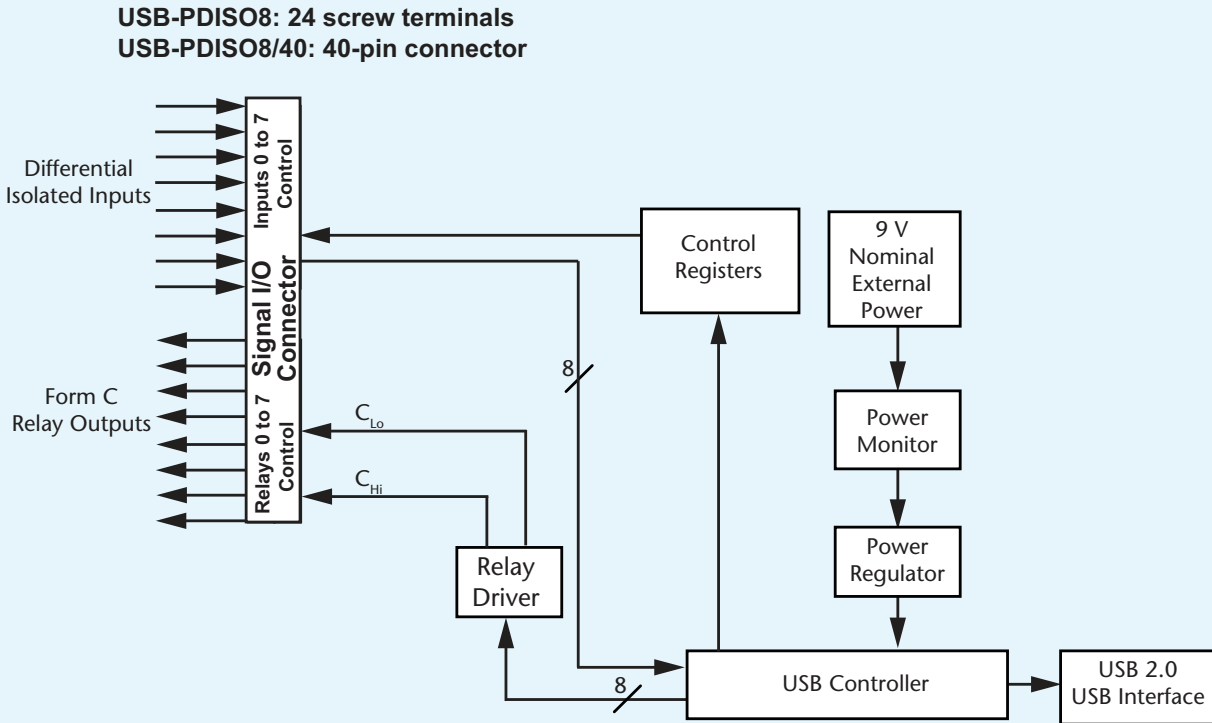 USB-PDISO8: 24 screw terminals
USB-PDISO8/40: 40-pin connector
Differential
Isolated Inputs
Inputs 0 to 7
Control
Signal I/O
Connector
Relays 0 to 7
Control
Form C
Relay Outputs
Control
Registers
9 V
Nominal
External
Power
8
CLo
CHi
Power
Monitor
Relay
Driver
Power
Regulator
8
USB Controller
USB 2.0
USB Interface